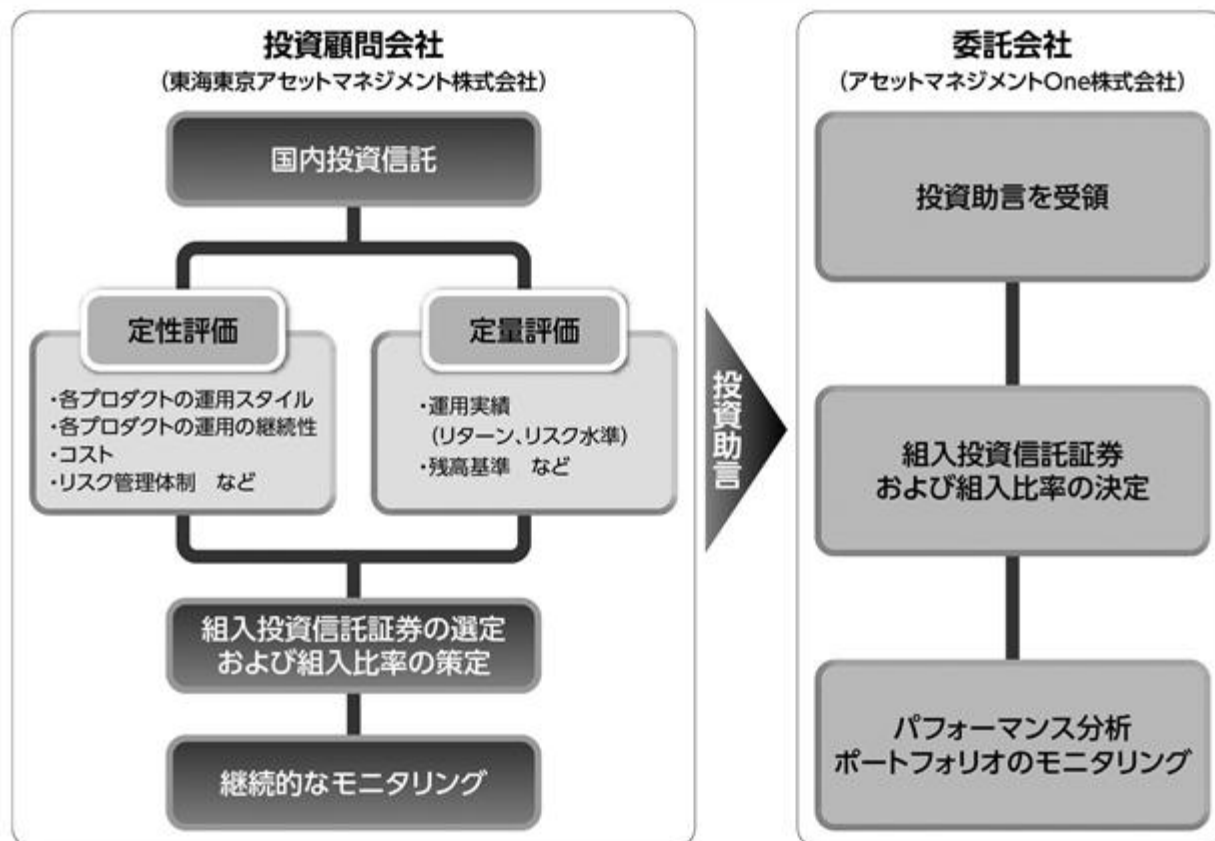 投資顧問会社
（東海東京アセットマネジメント株式会社）
国内投資信託
定性評価
・各プロダクトの運用スタイル
・各プロダクトの運用の継続性
・コスト
・リスク管理体制　など
定量評価
・運用実績
（リターン、リスク水準）
・残高基準　など
組入投資信託証券の選定
および組入比率の策定
継続的なモニタリング
投資助言
委託会社
（アセットマネジメントOne株式会社）
投資助言を受領
組入投資信託証券
および組入比率の決定
パフォーマンス分析
ポートフォリオのモニタリング